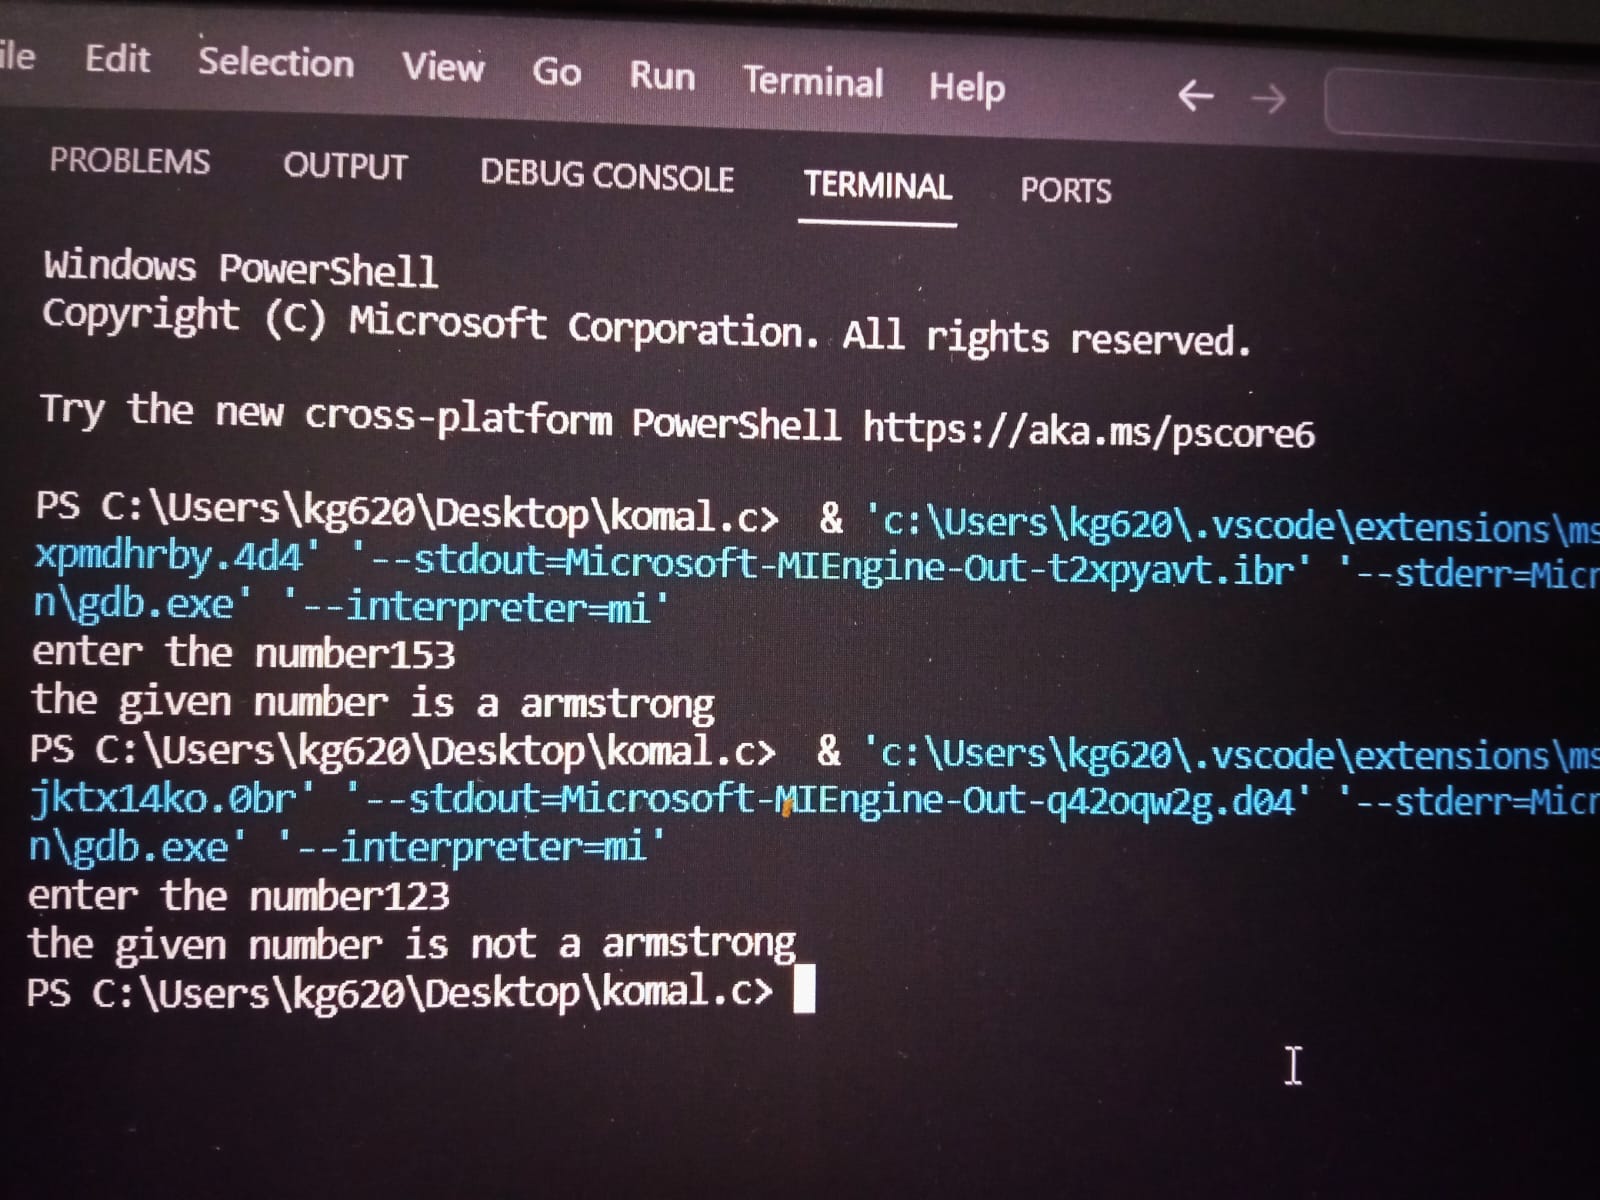 Edit Selection View Go Run Terminal Help
PROBLEMS OUTPUT DEBUG CONSOLE TERMINAL PORTS
Windows PowerShell
Copyright (C) Microsoft Corporation. All rights reserved.
Try the new cross-platform PowerShell https://aka.ms/pscore6
PS C:\Users\kg620\Desktop\komal.c>  & 'c:\Users\kg620\.vscode\extensions\ms
xpmdhrby.4d4' '--stdout=Microsoft-MIEngine-Out-t2xpyavt.ibr' '--stderr=Micr
n\gdb.exe' '--interpreter=mi'
enter the number153
the given number is a armstrong
PS C:\Users\kg620\Desktop\komal.c>  & 'c:\Users\kg620\.vscode\extensions\ms
jktx14ko.0br' '--stdout=Microsoft-MIEngine-Out-q42oqw2g.d04' '--stderr=Micr
n\gdb.exe' '--interpreter=mi'
enter the number123
the given number is not a armstrong
PS C:\Users\kg620\Desktop\komal.c>